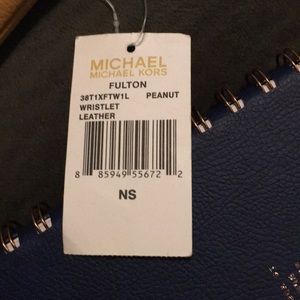 MICHAEL
MICHAEL KORS
FULTON
38T1XFTW1L PEANUT
WRISTLET
LEATHER
8 85949 55672 2
NS